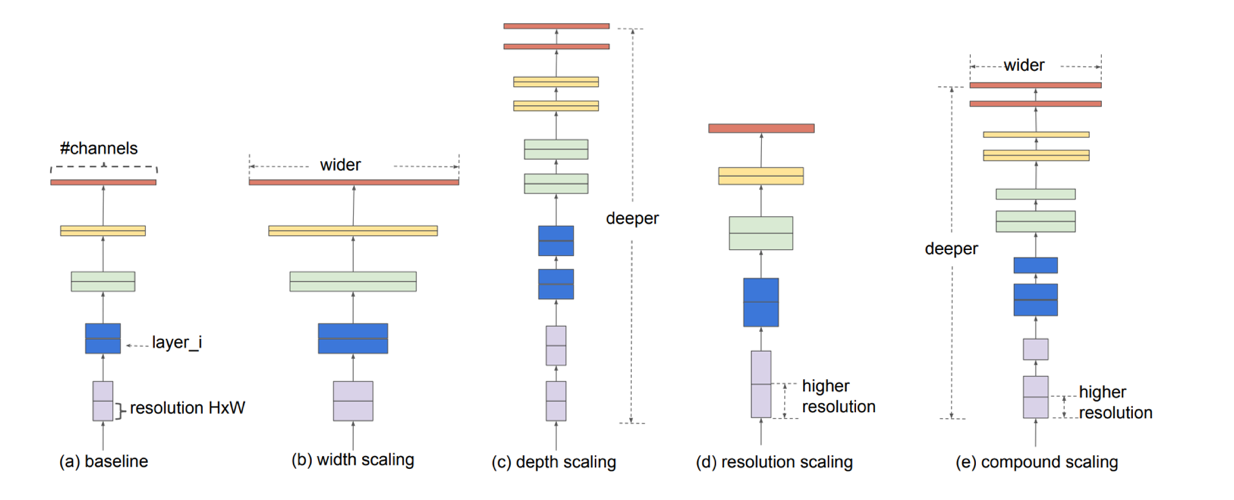 #channels
layer_i
resolution HxW
(a) baseline
wider
(b) width scaling
deeper
(c) depth scaling
higher
resolution
(d) resolution scaling
wider
deeper
higher
resolution
(e) compound scaling